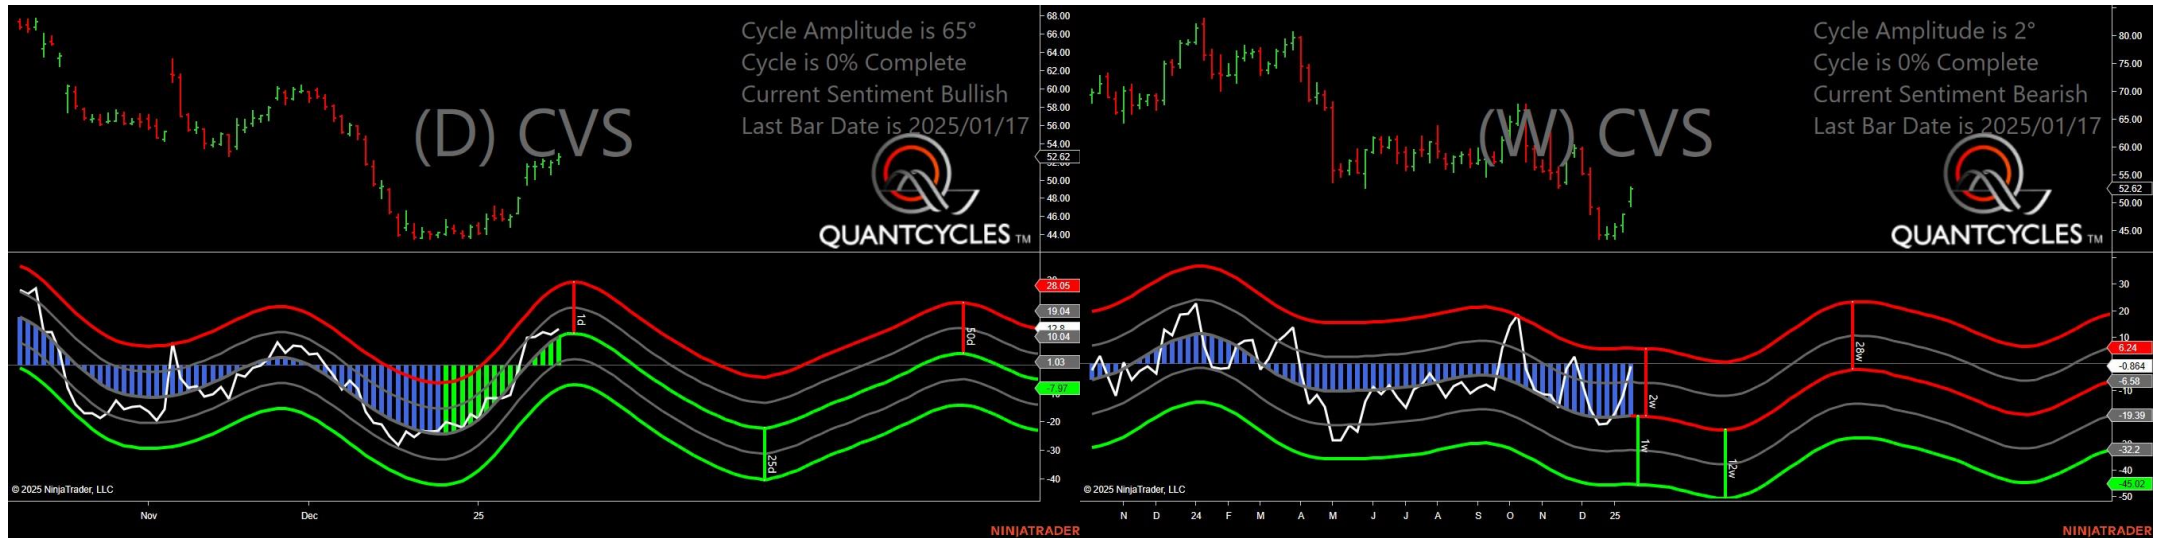 Cycle Amplitude is 65°
Cycle is 0% Complete
Current Sentiment Bullish
Last Bar Date is 2025/01/17
(D) CVS
QUANTCYCLES TM
68.00
66.00
64.00
62.00
60.00
58.00
56.00
54.00
52.62
50.00
48.00
46.00
44.00
28.05
19.04
12.8
10.04
1.03
-7.97
-20
-30
-40
1d
25d
50d
© 2025 NinjaTrader, LLC
Nov
Dec
25
NINJATRADER
Cycle Amplitude is 2°
Cycle is 0% Complete
Current Sentiment Bearish
Last Bar Date is 2025/01/17
(W) CVS
QUANTCYCLES TM
80.00
75.00
70.00
65.00
60.00
55.00
52.62
50.00
45.00
30
20
10
6.24
-0.864
-6.58
-10
-19.39
-32.2
-40
-45.02
-50
2w
1w
12w
28w
© 2025 NinjaTrader, LLC
N D 24 F M A M J J A S O N D 25
NINJATRADER